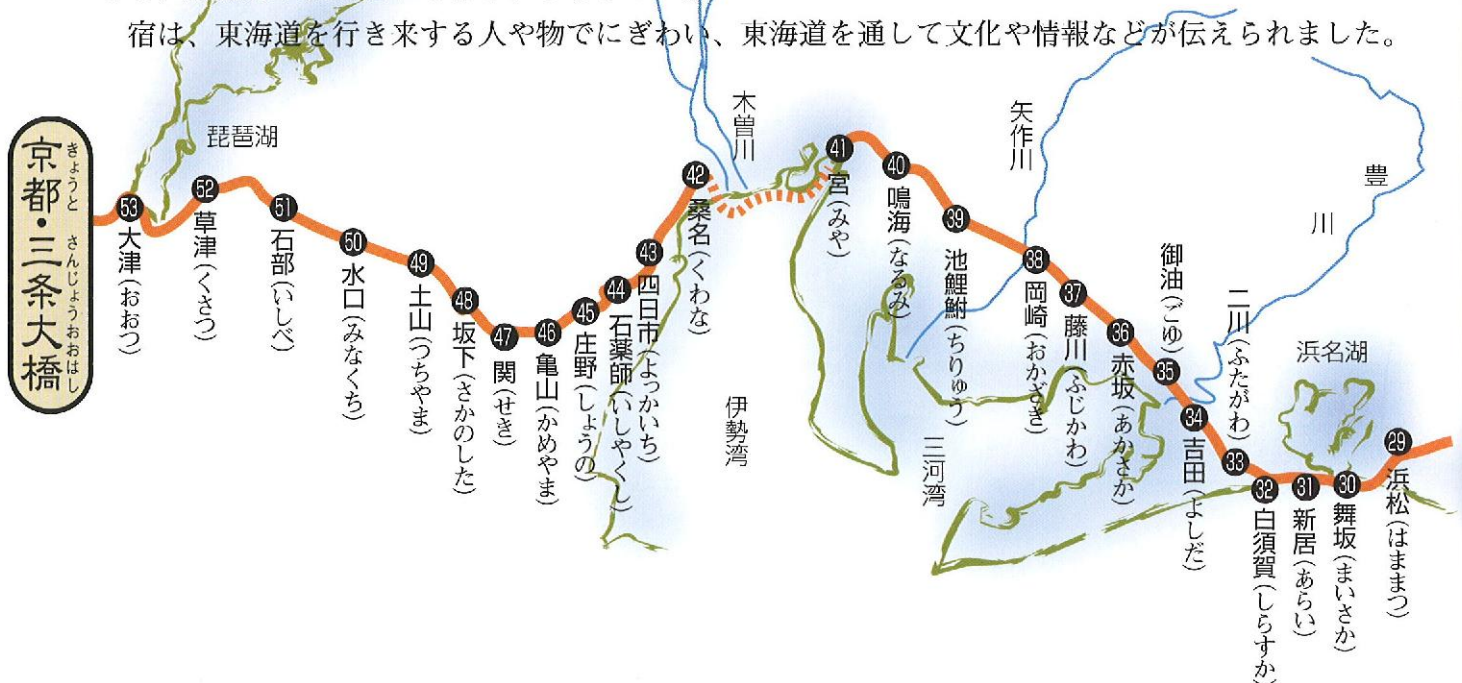 宿は、東海道を行き来する人や物でにぎわい、東海道を通して文化や情報などが伝えられました。
京都・三条大橋
きょうと さんじょうおおはし
琵琶湖
木曽川
矢作川
豊川
浜名湖
伊勢湾
三河湾
53 大津(おおつ)
52 草津(くさつ)
51 石部(いしべ)
50 水口(みなくち)
49 土山(つちやま)
48 坂下(さかのした)
47 関(せき)
46 亀山(かめやま)
45 庄野(しょうの)
44 石薬師(いしやくし)
43 四日市(よっかいち)
42 桑名(くわな)
41 宮(みや)
40 鳴海(なるみ)
39 池鯉鮒(ちりゅう)
38 岡崎(おかざき)
37 藤川(ふじかわ)
36 赤坂(あかさか)
35 御油(ごゆ)
34 吉田(よしだ)
33 二川(ふたがわ)
32 白須賀(しらすか)
31 新居(あらい)
30 舞坂(まいさか)
29 浜松(はままつ)